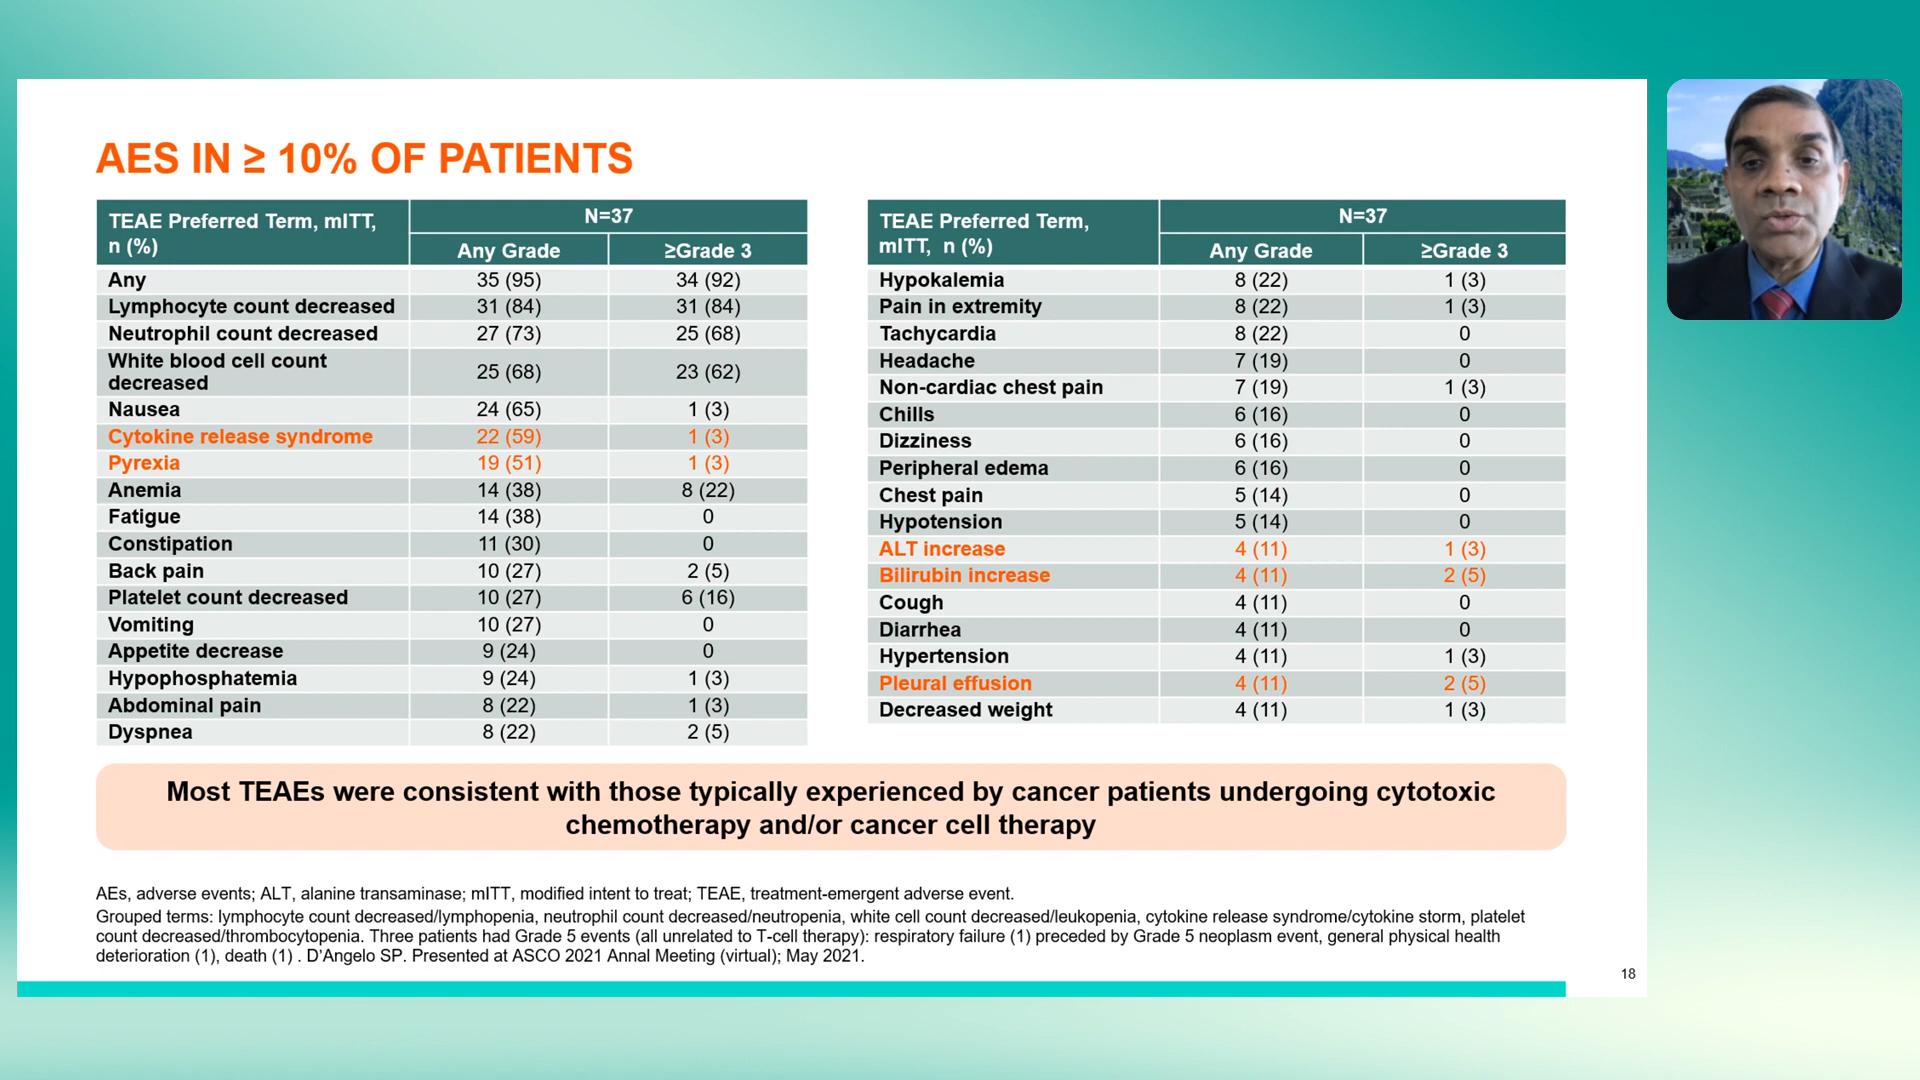 AES IN ≥ 10% OF PATIENTS
TEAE Preferred Term, mITT, n (%) N=37
Any Grade ≥Grade 3
Any 35 (95) 34 (92)
Lymphocyte count decreased 31 (84) 31 (84)
Neutrophil count decreased 27 (73) 25 (68)
White blood cell count decreased 25 (68) 23 (62)
Nausea 24 (65) 1 (3)
Cytokine release syndrome 22 (59) 1 (3)
Pyrexia 19 (51) 1 (3)
Anemia 14 (38) 8 (22)
Fatigue 14 (38) 0
Constipation 11 (30) 0
Back pain 10 (27) 2 (5)
Platelet count decreased 10 (27) 6 (16)
Vomiting 10 (27) 0
Appetite decrease 9 (24) 0
Hypophosphatemia 9 (24) 1 (3)
Abdominal pain 8 (22) 1 (3)
Dyspnea 8 (22) 2 (5)
TEAE Preferred Term, mITT, n (%) N=37
Any Grade ≥Grade 3
Hypokalemia 8 (22) 1 (3)
Pain in extremity 8 (22) 1 (3)
Tachycardia 8 (22) 0
Headache 7 (19) 0
Non-cardiac chest pain 7 (19) 1 (3)
Chills 6 (16) 0
Dizziness 6 (16) 0
Peripheral edema 6 (16) 0
Chest pain 5 (14) 0
Hypotension 5 (14) 0
ALT increase 4 (11) 1 (3)
Bilirubin increase 4 (11) 2 (5)
Cough 4 (11) 0
Diarrhea 4 (11) 0
Hypertension 4 (11) 1 (3)
Pleural effusion 4 (11) 2 (5)
Decreased weight 4 (11) 1 (3)
Most TEAEs were consistent with those typically experienced by cancer patients undergoing cytotoxic
chemotherapy and/or cancer cell therapy
AEs, adverse events; ALT, alanine transaminase; mITT, modified intent to treat; TEAE, treatment-emergent adverse event.
Grouped terms: lymphocyte count decreased/lymphopenia, neutrophil count decreased/neutropenia, white cell count decreased/leukopenia, cytokine release syndrome/cytokine storm, platelet
count decreased/thrombocytopenia. Three patients had Grade 5 events (all unrelated to T-cell therapy): respiratory failure (1) preceded by Grade 5 neoplasm event, general physical health
deterioration (1), death (1) . D'Angelo SP. Presented at ASCO 2021 Annal Meeting (virtual); May 2021.
18